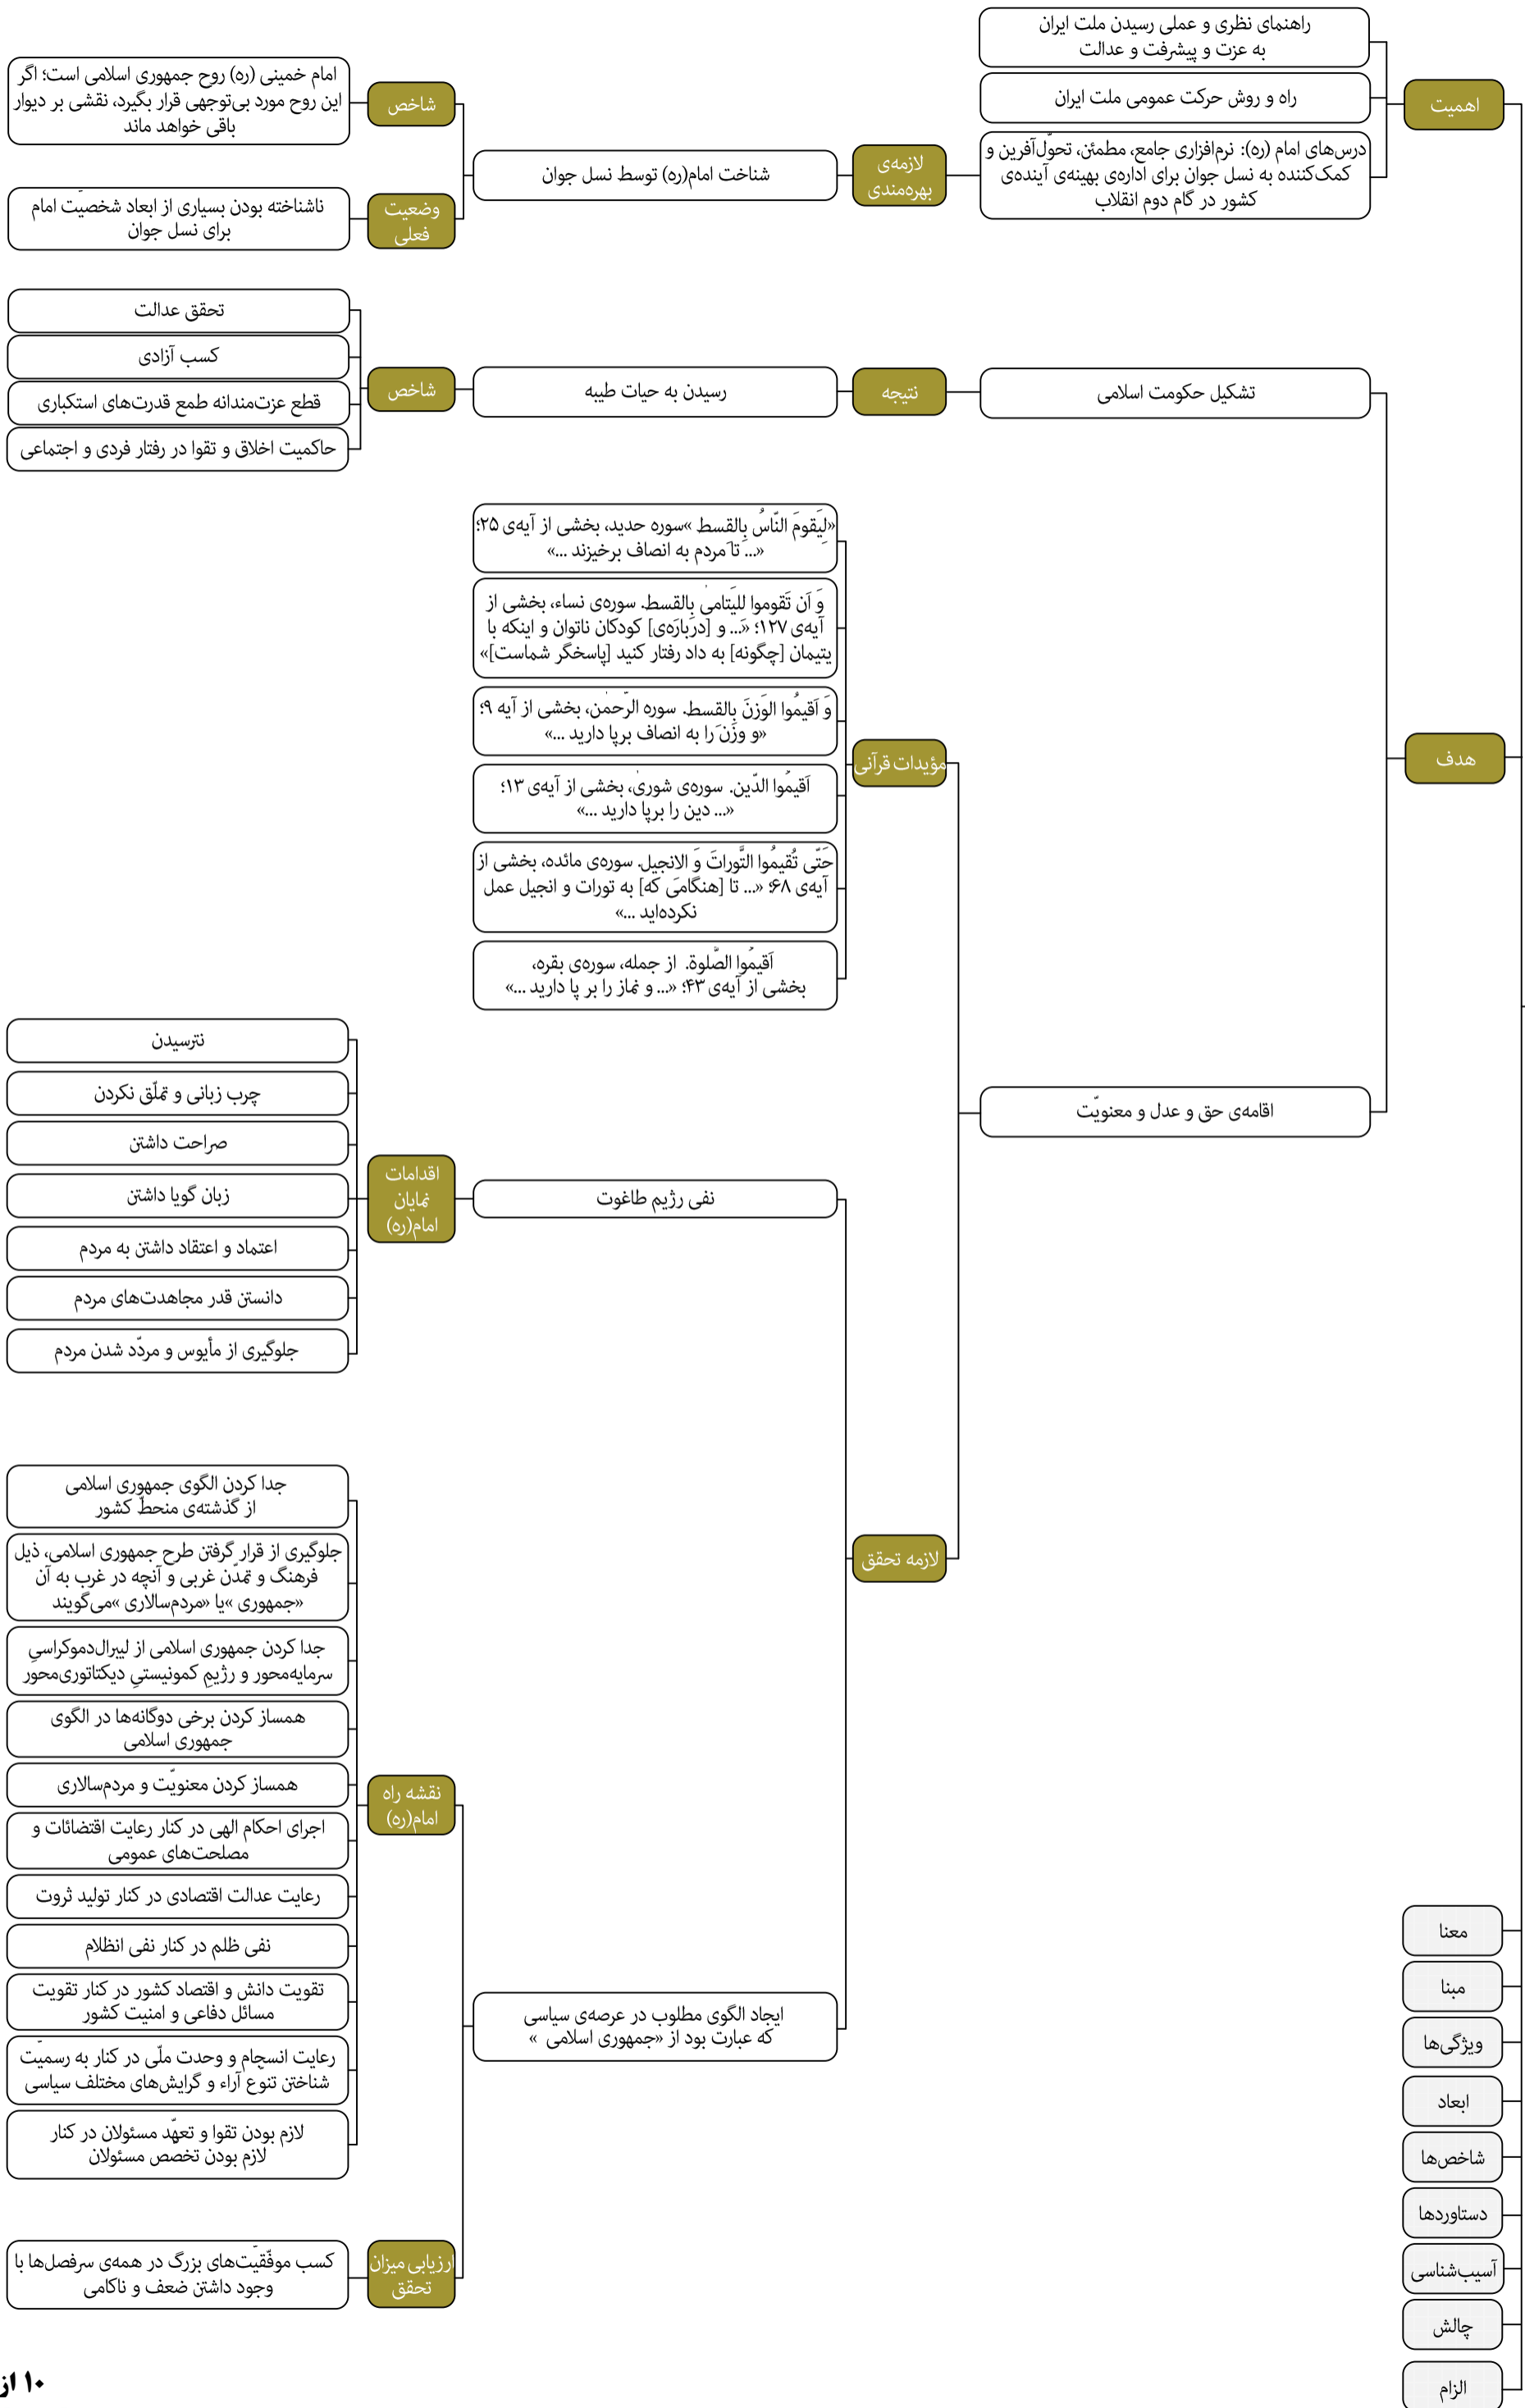 اهمیت
راهنمای نظری و عملی رسیدن ملت ایران
به عزت و پیشرفت و عدالت
راه و روش حرکت عمومی ملت ایران
درس‌های امام (ره): نرم‌افزاری جامع، مطمئن، تحوّل‌آفرین و
کمک‌کننده به نسل جوان برای اداره‌ی بهینه‌ی آینده‌ی
کشور در گام دوم انقلاب
لازمه‌ی
بهره‌مندی
شناخت امام(ره) توسط نسل جوان
شاخص
امام خمینی (ره) روح جمهوری اسلامی است؛ اگر
این روح مورد بی‌توجهی قرار بگیرد، نقشی بر دیوار
باقی خواهد ماند
وضعیت
فعلی
ناشناخته بودن بسیاری از ابعاد شخصیّت امام
برای نسل جوان
هدف
تشکیل حکومت اسلامی
نتیجه
رسیدن به حیات طیبه
شاخص
تحقق عدالت
کسب آزادی
قطع عزت‌مندانه طمع قدرت‌های استکباری
حاکمیت اخلاق و تقوا در رفتار فردی و اجتماعی
اقامه‌ی حق و عدل و معنویّت
مؤیدات قرآنی
«لِیَقومَ النّاسُ بِالقِسط »سوره حدید، بخشی از آیه‌ی ۲۵؛
«... تا مردم به انصاف برخیزند ...»
وَ اَن تَقوموا للیَتامیٰ بِالقسط. سوره‌ی نساء، بخشی از
آیه‌ی ۱۲۷؛ «... و [درباره‌ی] کودکان ناتوان و اینکه با
یتیمان [چگونه] به داد رفتار کنید [پاسخگر شماست]»
وَ اَقیمُوا الوَزنَ بِالقسط. سوره الرّحمٰن، بخشی از آیه ۹؛
«و وزن را به انصاف برپا دارید ...»
اَقیمُوا الدّین. سوره‌ی شوریٰ، بخشی از آیه‌ی ۱۳؛
«... دین را برپا دارید ...»
حَتّی تُقیمُوا التَّوراتَ وَ الانجیل. سوره‌ی مائده، بخشی از
آیه‌ی ۶۸؛ «... تا [هنگامی که] به تورات و انجیل عمل
نکرده‌اید ...»
اَقیمُوا الصَّلوة. از جمله، سوره‌ی بقره،
بخشی از آیه‌ی ۴۳؛ «... و نماز را بر پا دارید ...»
لازمه تحقق
نفی رژیم طاغوت
اقدامات
نمایان
امام(ره)
نترسیدن
چرب زبانی و تملّق نکردن
صراحت داشتن
زبان گویا داشتن
اعتماد و اعتقاد داشتن به مردم
دانستن قدر مجاهدت‌های مردم
جلوگیری از مأیوس و مردّد شدن مردم
ایجاد الگوی مطلوب در عرصه‌ی سیاسی
که عبارت بود از «جمهوری اسلامی »
نقشه راه
امام(ره)
جدا کردن الگوی جمهوری اسلامی
از گذشته‌ی منحطّ کشور
جلوگیری از قرار گرفتن طرح جمهوری اسلامی، ذیل
فرهنگ و تمدّن غربی و آنچه در غرب به آن
«جمهوری »یا «مردم‌سالاری »می‌گویند
جدا کردن جمهوری اسلامی از لیبرال‌دموکراسیِ
سرمایه‌محور و رژیمِ کمونیستیِ دیکتاتوری‌محور
همساز کردن برخی دوگانه‌ها در الگوی
جمهوری اسلامی
همساز کردن معنویّت و مردم‌سالاری
اجرای احکام الهی در کنار رعایت اقتضائات و
مصلحت‌های عمومی
رعایت عدالت اقتصادی در کنار تولید ثروت
نفی ظلم در کنار نفی انظلام
تقویت دانش و اقتصاد کشور در کنار تقویت
مسائل دفاعی و امنیت کشور
رعایت انسجام و وحدت ملّی در کنار به رسمیّت
شناختن تنوّع آراء و گرایش‌های مختلف سیاسی
لازم بودن تقوا و تعهّد مسئولان در کنار
لازم بودن تخصّص مسئولان
ارزیابی میزان
تحقق
کسب موفّقیّت‌های بزرگ در همه‌ی سرفصل‌ها با
وجود داشتن ضعف و ناکامی
معنا
مبنا
ویژگی‌ها
ابعاد
شاخص‌ها
دستاوردها
آسیب‌شناسی
چالش
الزام
۱۰ از